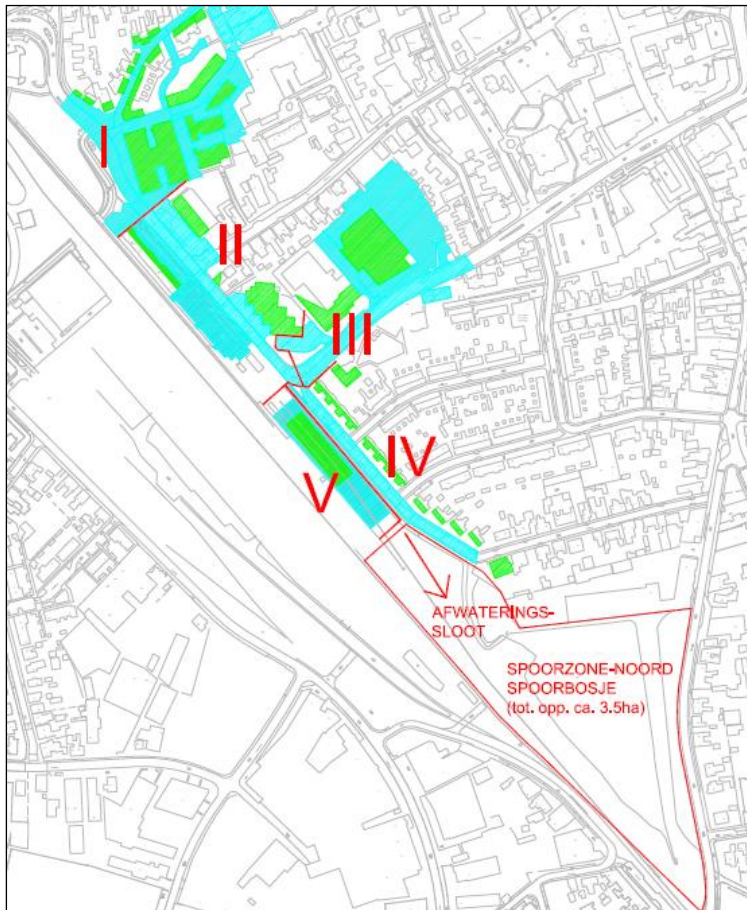 I
II
III
IV
V
AFWATERINGS-
SLOOT
SPOORZONE-NOORD
SPOORBOSJE
(tot. opp. ca. 3.5ha)